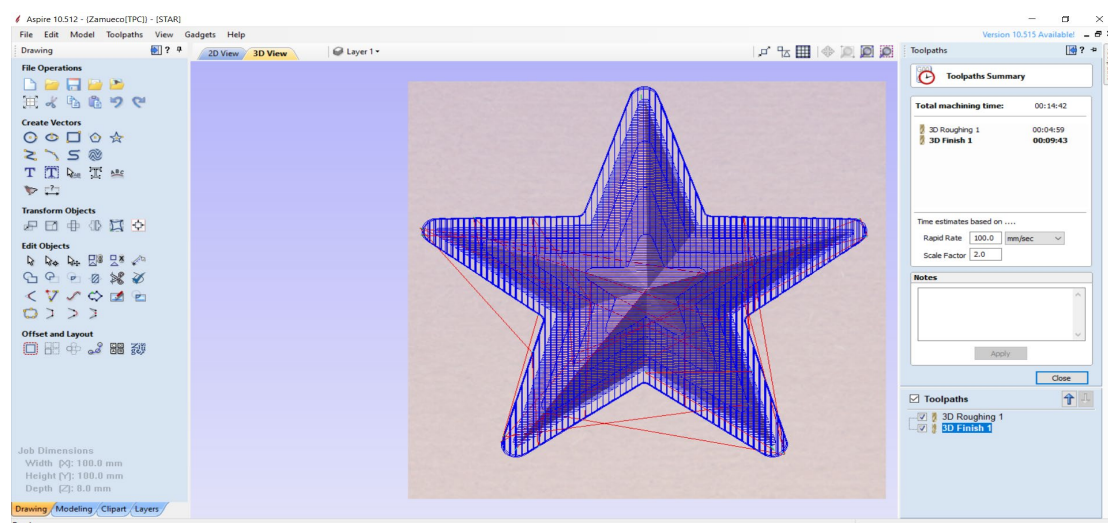 Aspire 10.512 - {Zamueco[TPC]} - [STAR]
File Edit Model Toolpaths View Gadgets Help
Version 10.515 Available!
Drawing
2D View 3D View
Layer 1
Toolpaths
File Operations
Create Vectors
Transform Objects
Edit Objects
Offset and Layout
Job Dimensions
Width (X): 100.0 mm
Height (Y): 100.0 mm
Depth (Z): 8.0 mm
Drawing Modeling Clipart Layers
Toolpaths Summary
Total machining time: 00:14:42
3D Roughing 1 00:04:59
3D Finish 1 00:09:43
Time estimates based on ....
Rapid Rate 100.0 mm/sec
Scale Factor 2.0
Notes
Apply
Close
Toolpaths
3D Roughing 1
3D Finish 1